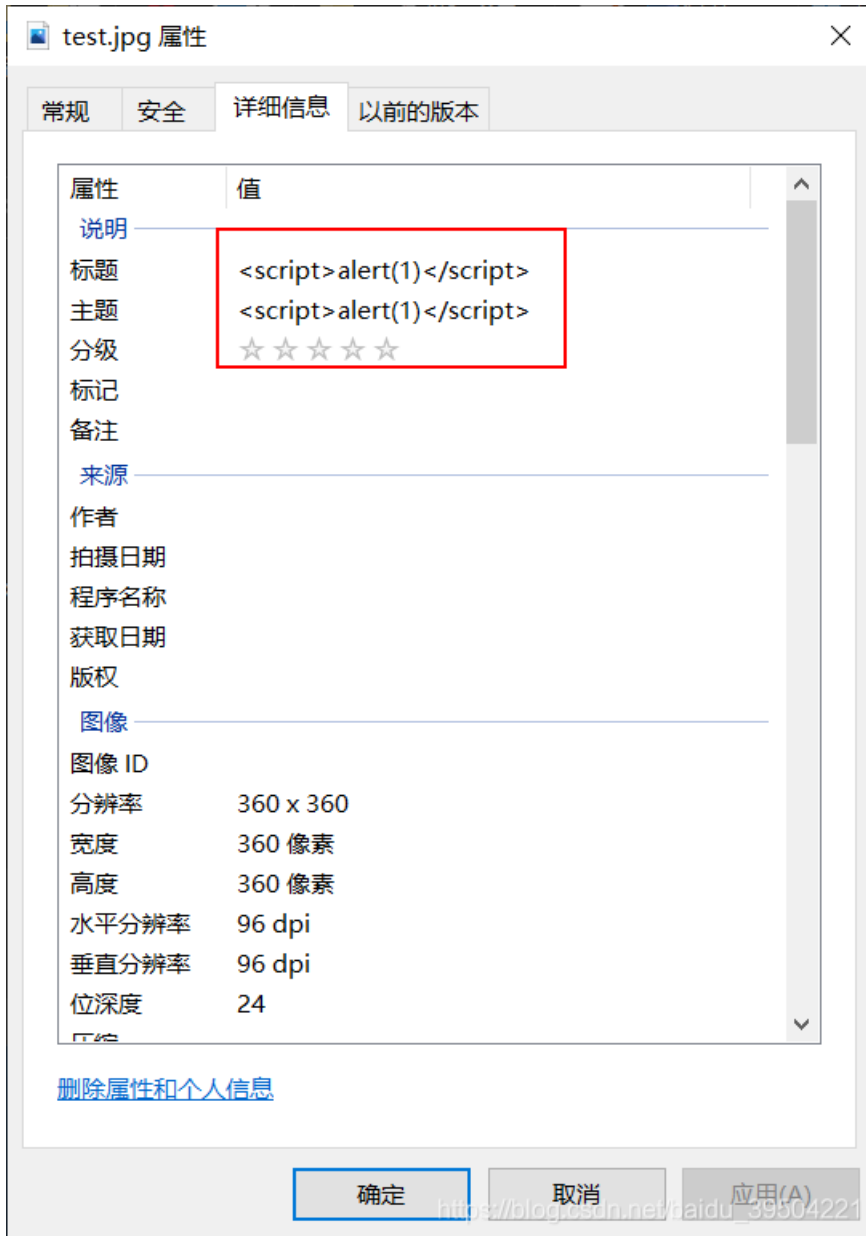 test.jpg 属性
常规 安全 详细信息 以前的版本
属性 值
说明
标题 <script>alert(1)</script>
主题 <script>alert(1)</script>
分级
标记
备注
来源
作者
拍摄日期
程序名称
获取日期
版权
图像
图像 ID
分辨率 360 x 360
宽度 360 像素
高度 360 像素
水平分辨率 96 dpi
垂直分辨率 96 dpi
位深度 24
删除属性和个人信息
确定 取消 应用(A)
https://blog.csdn.net/baidu_39504221